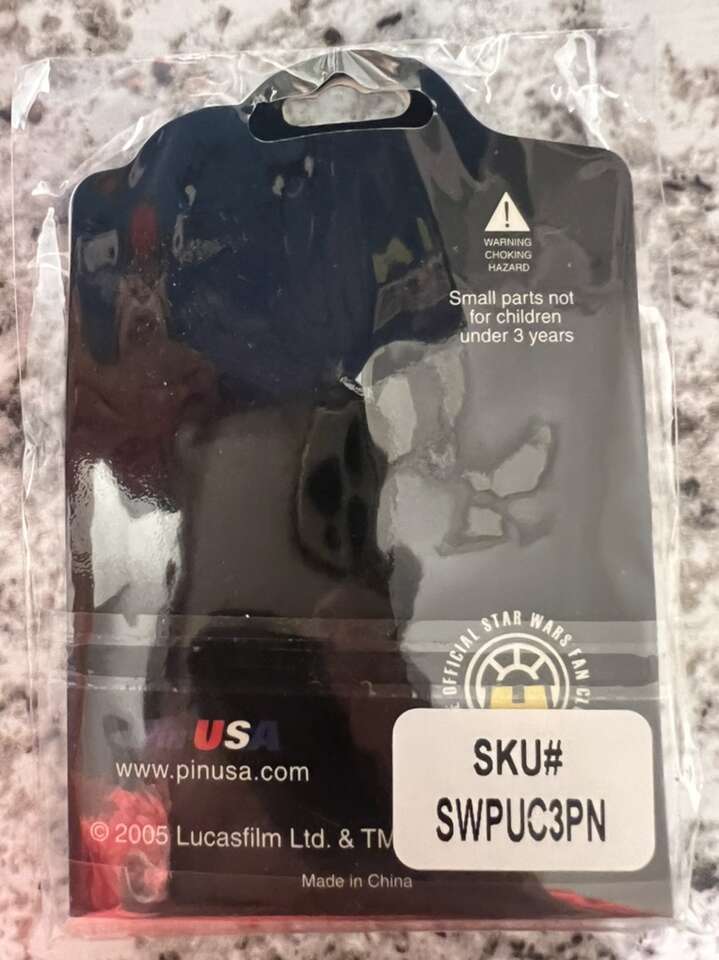 WARNING
CHOKING
HAZARD
Small parts not
for children
under 3 years
OFFICIAL STAR WARS FAN
USA
www.pinusa.com
SKU#
SWPUC3PN
© 2005 Lucasfilm Ltd. & TM
Made in China